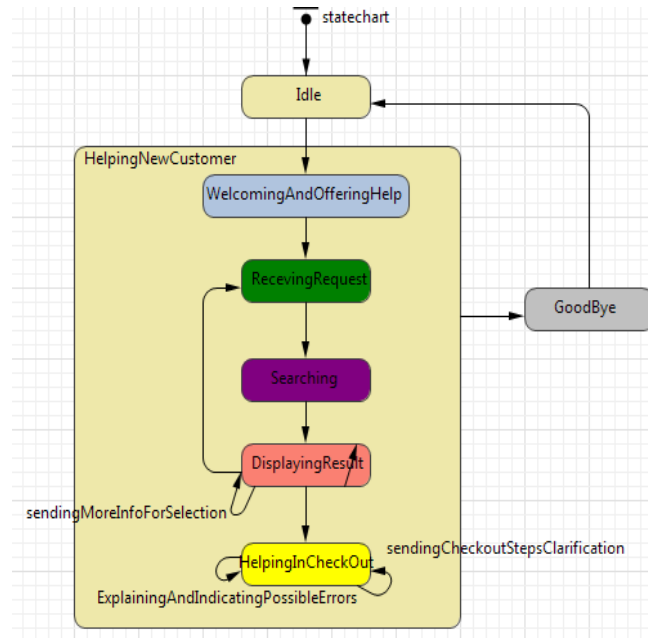 statechart
Idle
HelpingNewCustomer
WelcomingAndOfferingHelp
RecevingRequest
GoodBye
Searching
DisplayingResult
sendingMoreInfoForSelection
sendingCheckoutStepsClarification
HelpingInCheckOut
ExplainingAndIndicatingPossibleErrors